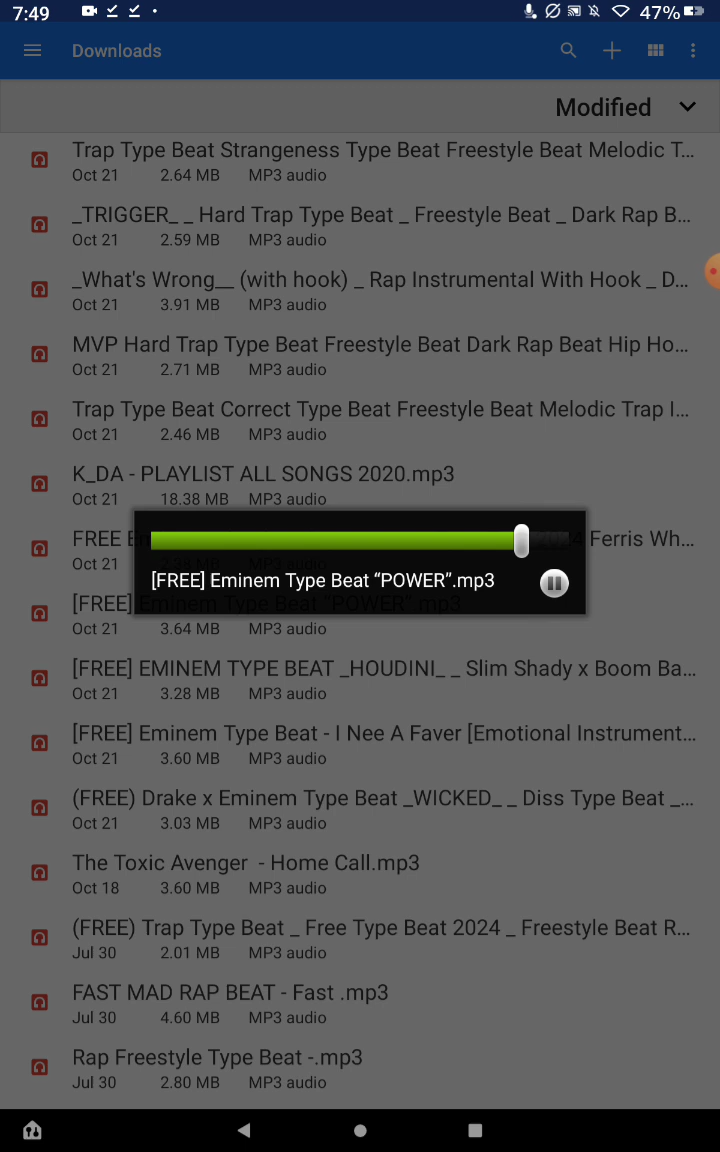 7:49
47%
Downloads
Modified
Trap Type Beat Strangeness Type Beat Freestyle Beat Melodic T...
Oct 21 2.64 MB MP3 audio
_TRIGGER_ _ Hard Trap Type Beat _ Freestyle Beat _ Dark Rap B...
Oct 21 2.59 MB MP3 audio
_What's Wrong__ (with hook) _ Rap Instrumental With Hook _ D...
Oct 21 3.91 MB MP3 audio
MVP Hard Trap Type Beat Freestyle Beat Dark Rap Beat Hip Ho...
Oct 21 2.71 MB MP3 audio
Trap Type Beat Correct Type Beat Freestyle Beat Melodic Trap I...
Oct 21 2.46 MB MP3 audio
K_DA - PLAYLIST ALL SONGS 2020.mp3
Oct 21 18.38 MB MP3 audio
FREE Ferris Wh...
Oct 21
[FREE] Eminem Type Beat “POWER”.mp3
[FREE] Eminem Type Beat “POWER”.mp3
Oct 21 3.64 MB MP3 audio
[FREE] EMINEM TYPE BEAT _HOUDINI_ _ Slim Shady x Boom Ba...
Oct 21 3.28 MB MP3 audio
[FREE] Eminem Type Beat - I Nee A Faver [Emotional Instrument...
Oct 21 3.60 MB MP3 audio
(FREE) Drake x Eminem Type Beat _WICKED_ _ Diss Type Beat _...
Oct 21 3.03 MB MP3 audio
The Toxic Avenger - Home Call.mp3
Oct 18 3.60 MB MP3 audio
(FREE) Trap Type Beat _ Free Type Beat 2024 _ Freestyle Beat R...
Jul 30 2.01 MB MP3 audio
FAST MAD RAP BEAT - Fast .mp3
Jul 30 4.60 MB MP3 audio
Rap Freestyle Type Beat -.mp3
Jul 30 2.80 MB MP3 audio